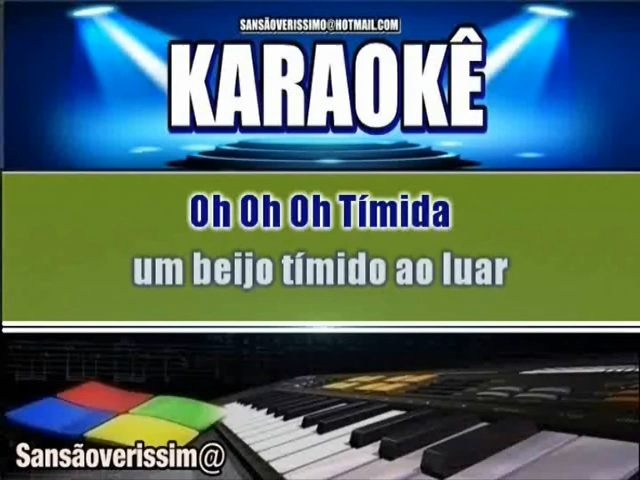 SANSÃOVERISSIMO@HOTMAIL.COM
KARAOKÊ
Oh Oh Oh Tímida
um beijo tímido ao luar
Sansãoverissim@